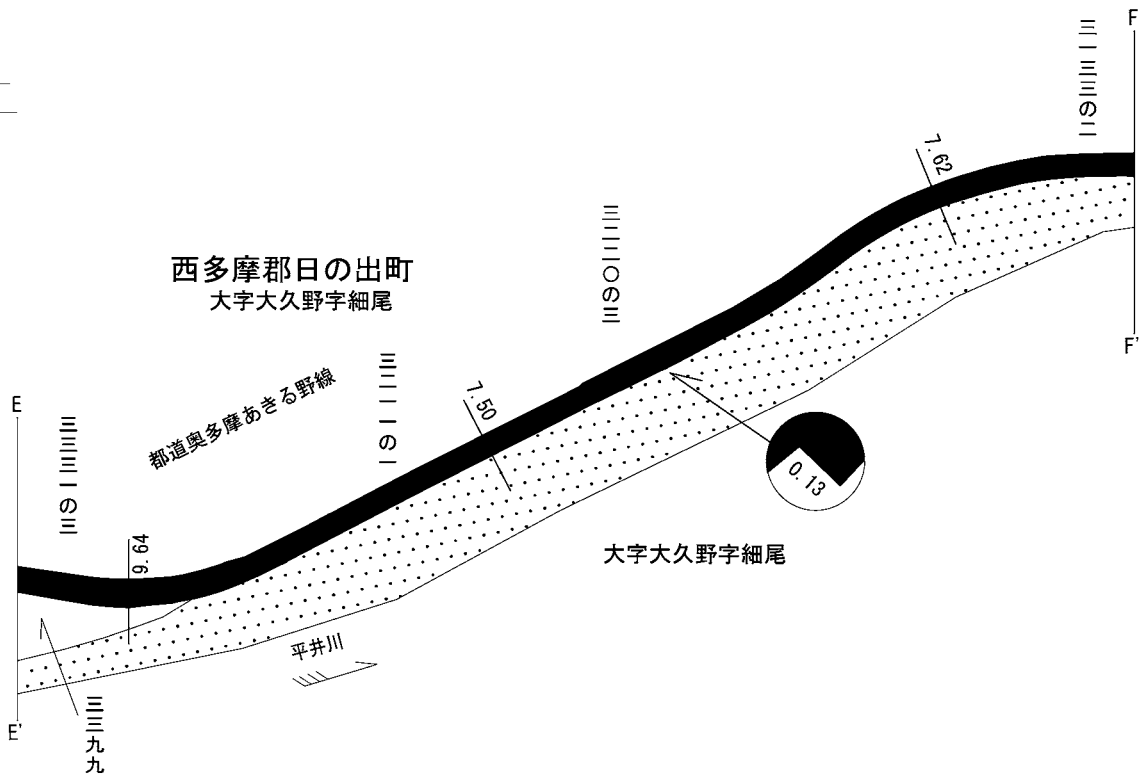 F
三一三三の二
7.62
三二二〇の三
西多摩郡日の出町
大字大久野字細尾
F'
都道奥多摩あきる野線
三二一一の一
7.50
E
三三三一の三
0.13
9.64
大字大久野字細尾
平井川
E'
三三九九